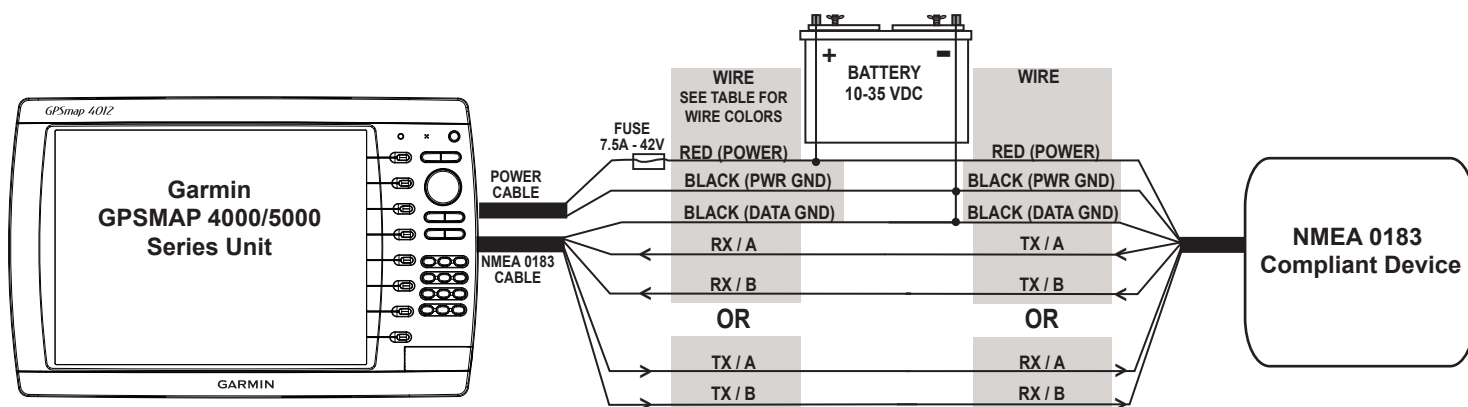 GPSmap 4012
Garmin
GPSMAP 4000/5000
Series Unit
GARMIN
POWER
CABLE
NMEA 0183
CABLE
FUSE
7.5A - 42V
WIRE
SEE TABLE FOR
WIRE COLORS
RED (POWER)
BLACK (PWR GND)
BLACK (DATA GND)
RX / A
RX / B
OR
TX / A
TX / B
+
-
BATTERY
10-35 VDC
WIRE
RED (POWER)
BLACK (PWR GND)
BLACK (DATA GND)
TX / A
TX / B
OR
RX / A
RX / B
NMEA 0183
Compliant Device